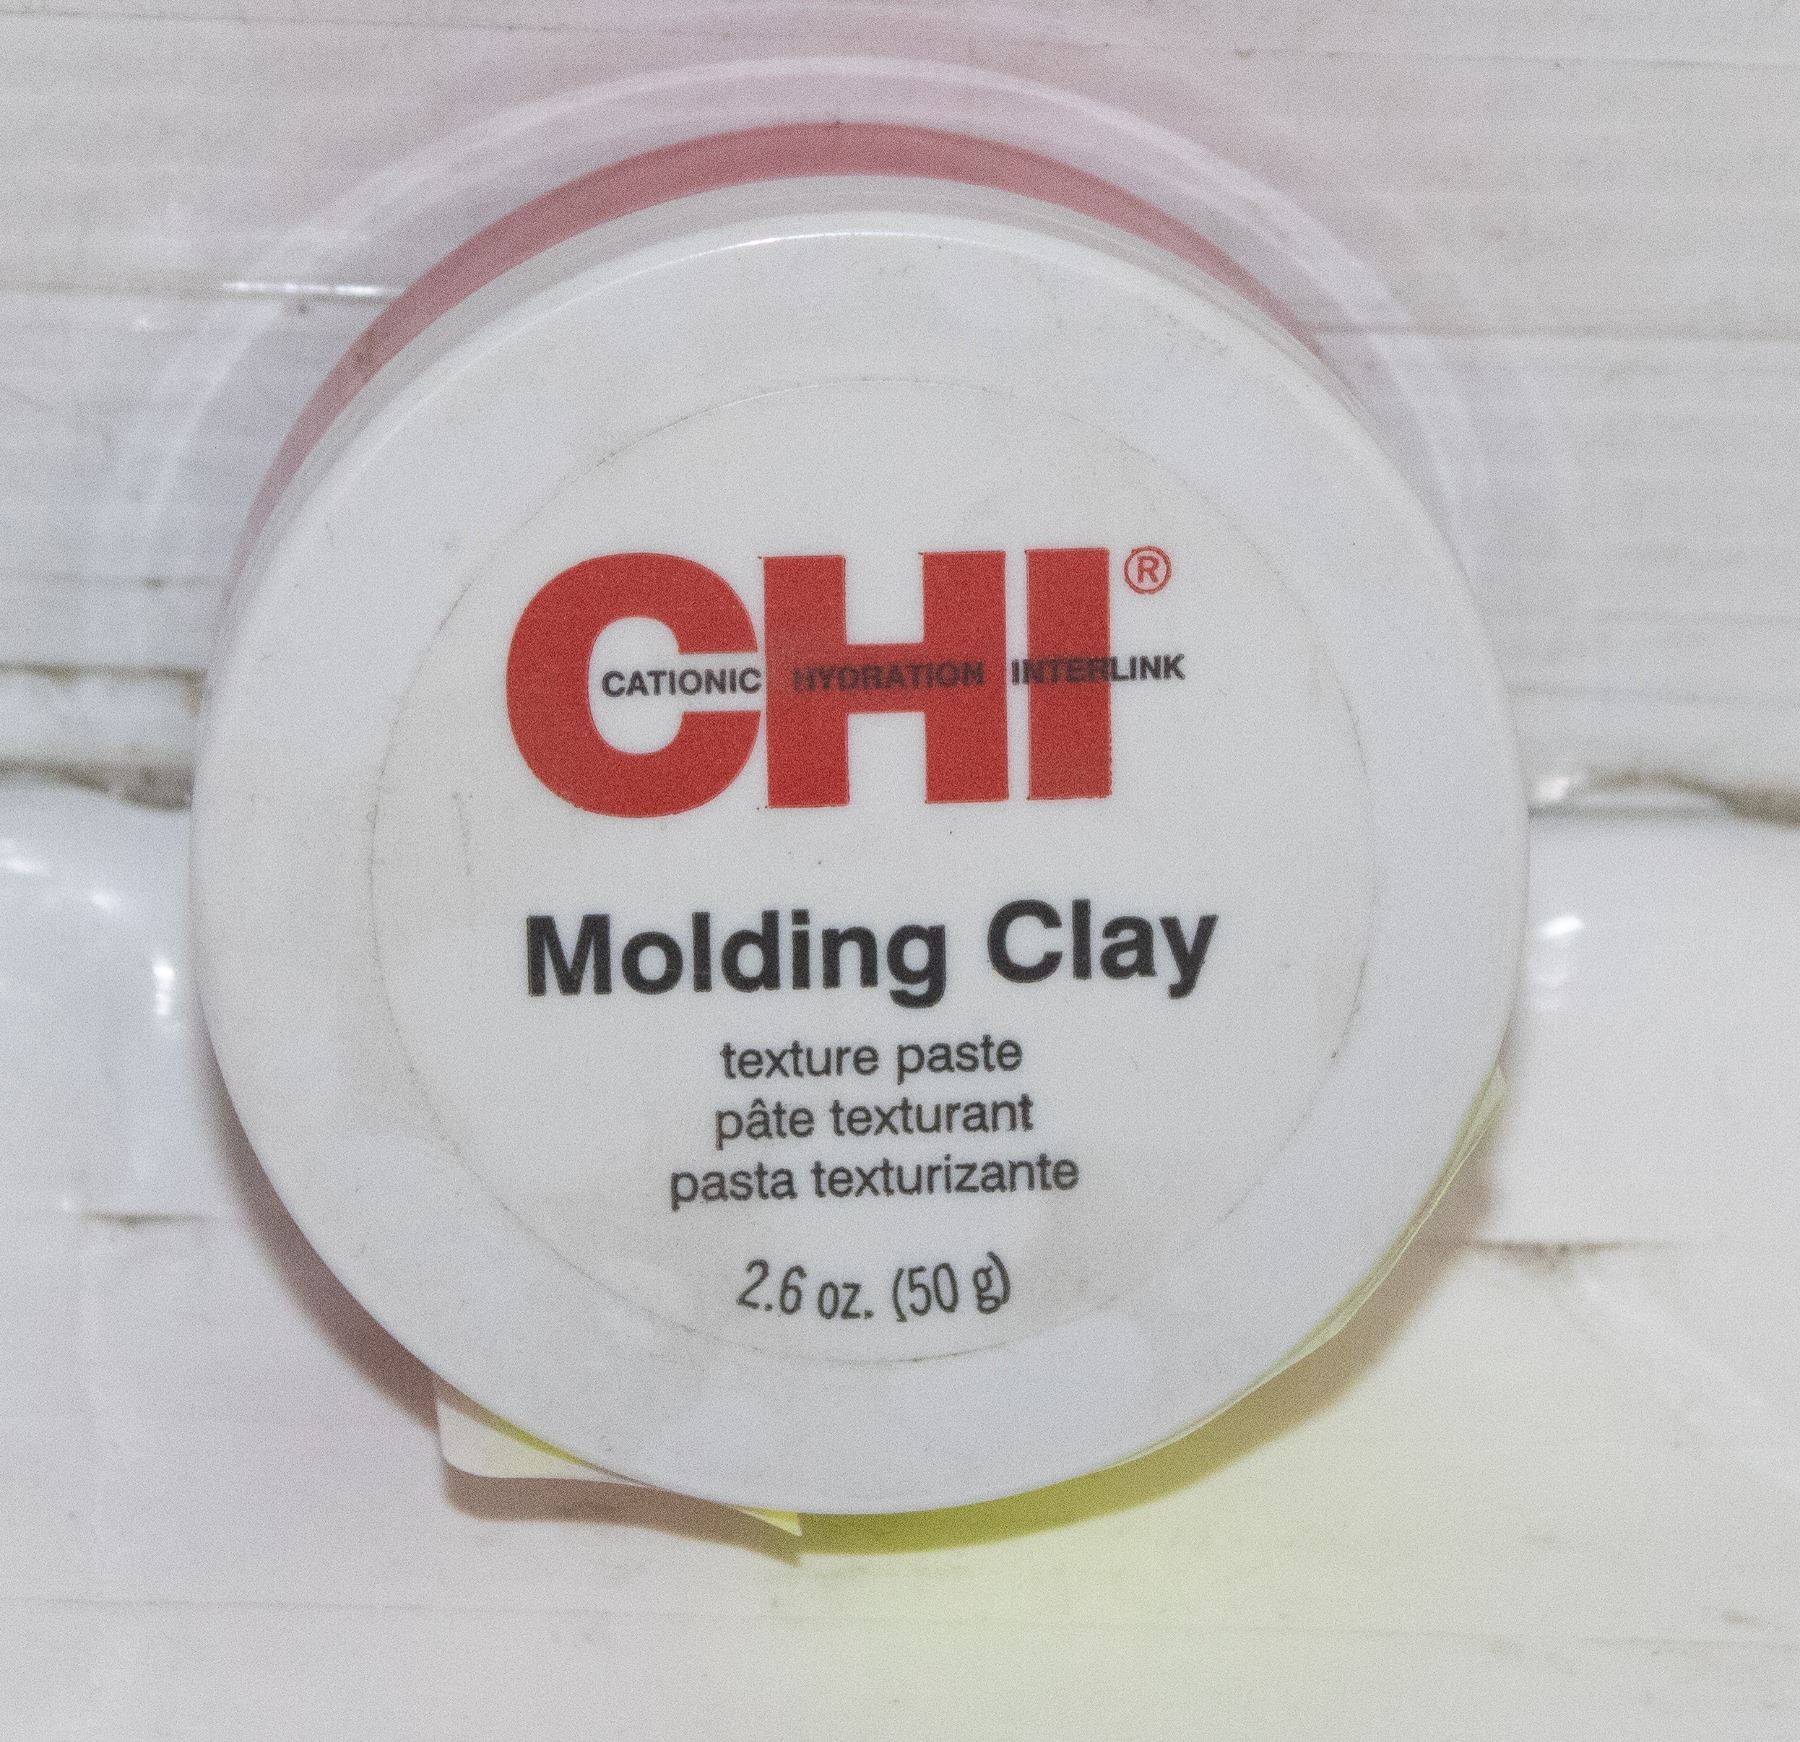 CHI®
CATIONIC HYDRATION INTERLINK
Molding Clay
texture paste
pâte texturant
pasta texturizante
2.6 oz. (50 g)